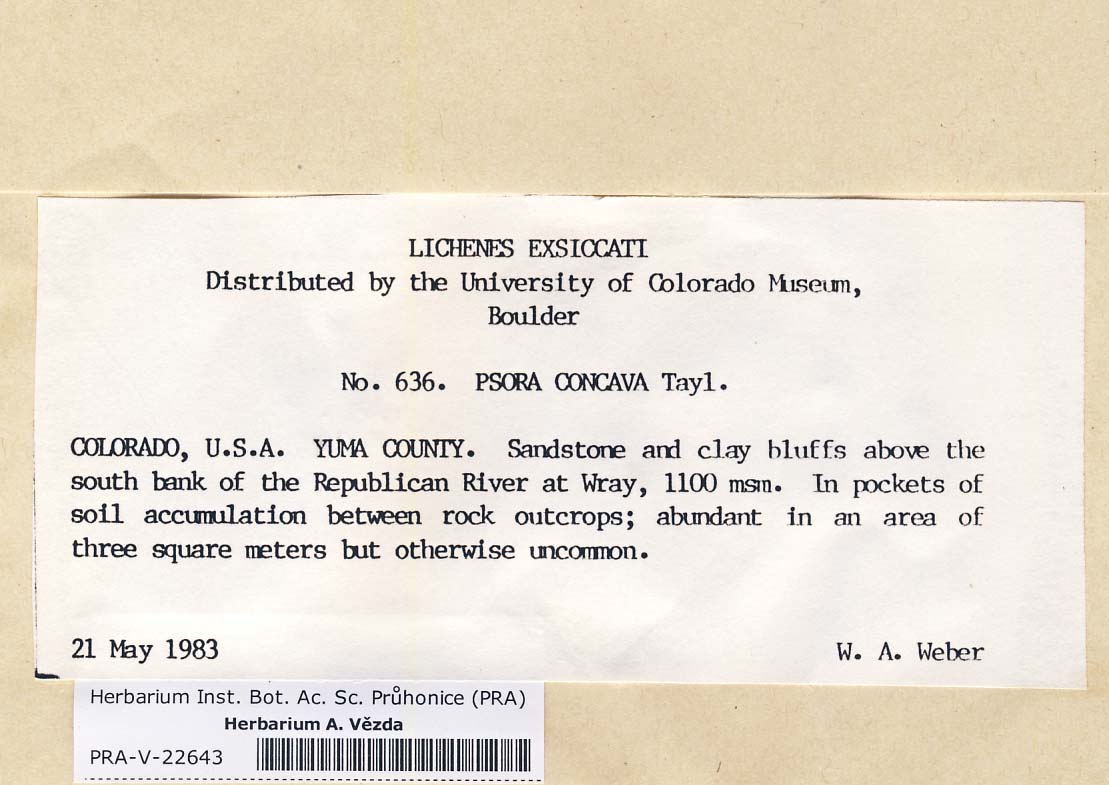 LICHENES EXSICCATI
Distributed by the University of Colorado Museum,
Boulder
No. 636. PSORA CONCAVA Tayl.
COLORADO, U.S.A. YUMA COUNTY. Sandstone and clay bluffs above the
south bank of the Republican River at Wray, 1100 msm. In pockets of
soil accumulation between rock outcrops; abundant in an area of
three square meters but otherwise uncommon.
21 May 1983 W. A. Weber
Herbarium Inst. Bot. Ac. Sc. Průhonice (PRA)
Herbarium A. Vězda
PRA-V-22643